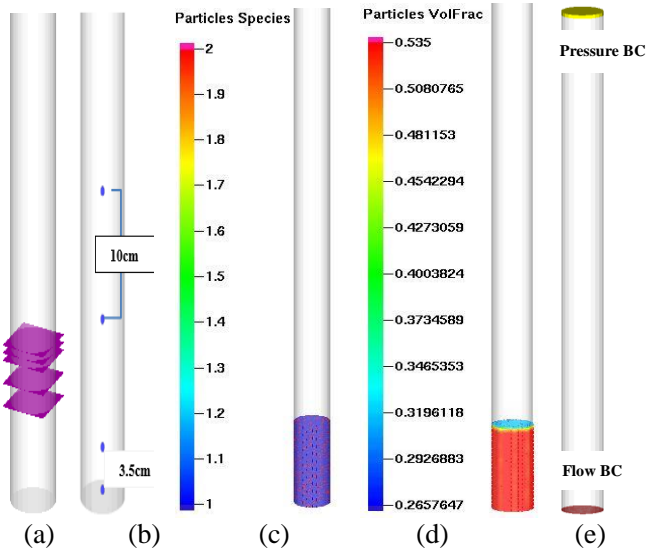 Particles Species
2
1.9
1.8
1.7
1.6
1.5
1.4
1.3
1.2
1.1
1
Particles VolFrac
0.535
0.5080765
0.481153
0.4542294
0.4273059
0.4003824
0.3734589
0.3465353
0.3196118
0.2926883
0.2657647
Pressure BC
Flow BC
10cm
3.5cm
(a)
(b)
(c)
(d)
(e)